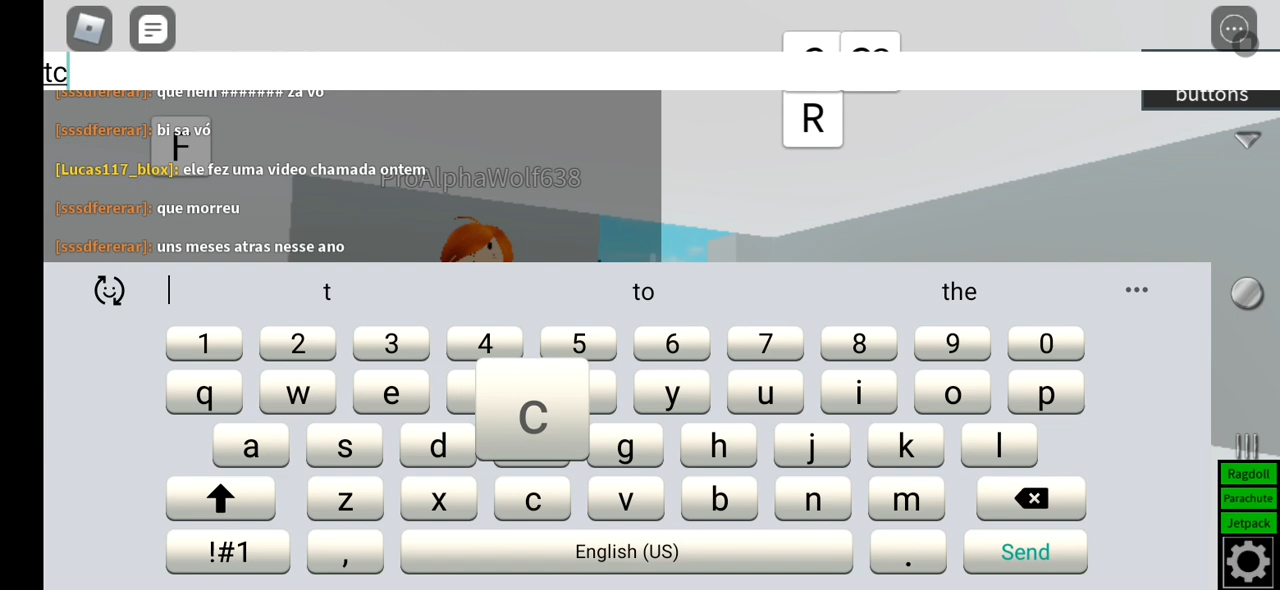 tc
[sssdfererar]: que nem ####### za vó
[sssdfererar]: bi sa vó
[Lucas117_blox]: ele fez uma video chamada ontem
[sssdfererar]: que morreu
[sssdfererar]: uns meses atras nesse ano
ProAlphaWolf638
R
buttons
t to the
1 2 3 4 5 6 7 8 9 0
q w e y u i o p
c
a s d g h j k l
z x c v b n m
!#1 , English (US) . Send
Ragdoll
Parachute
Jetpack